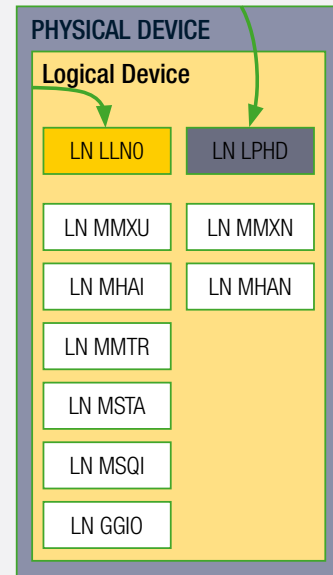 PHYSICAL DEVICE
Logical Device
LN LLN0 LN LPHD
LN MMXU LN MMXN
LN MHAI LN MHAN
LN MMTR
LN MSTA
LN MSQI
LN GGIO